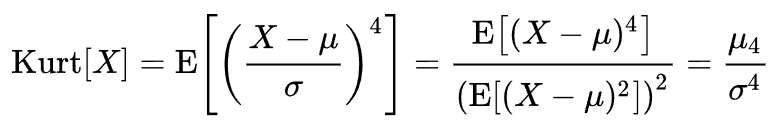 Kurt[X] = E[((X − μ)/σ)⁴] = E[(X − μ)⁴]/(E[(X − μ)²])² = μ₄/σ⁴